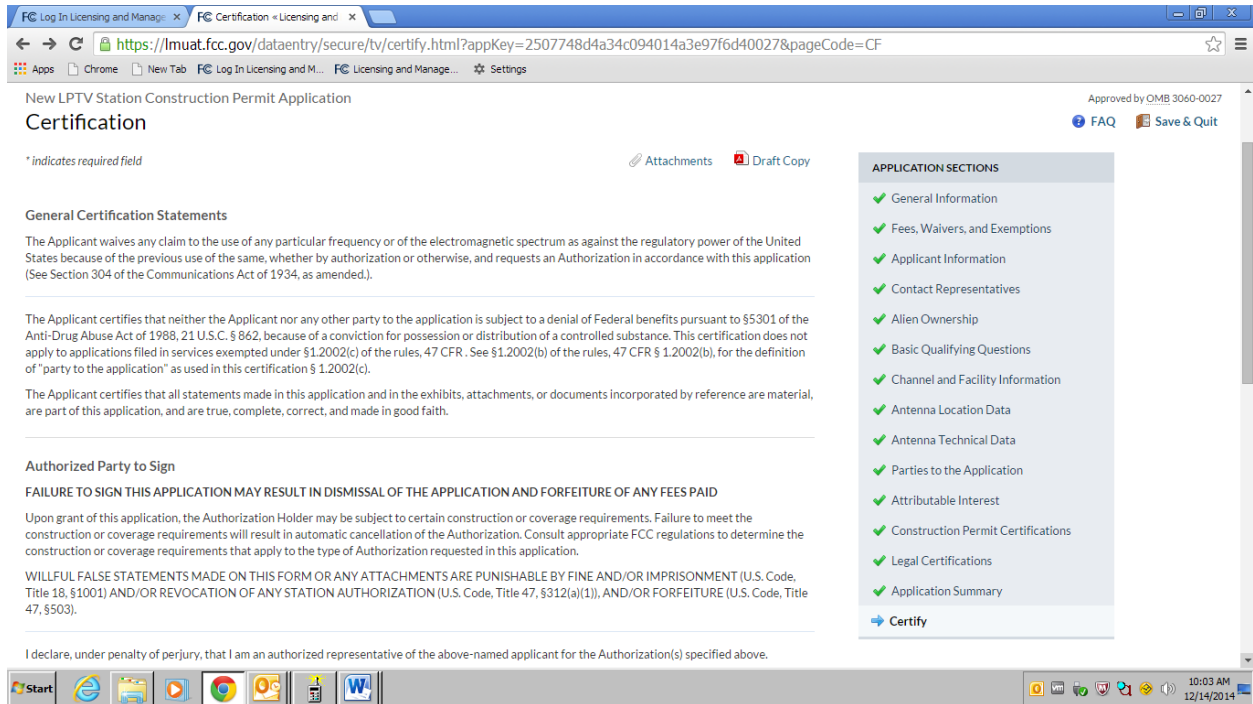 FC Log In Licensing and Manage ×
FC Certification « Licensing and ×
https://lmuat.fcc.gov/dataentry/secure/tv/certify.html?appKey=2507748d4a34c094014a3e97f6d40027&pageCode=CF
Apps Chrome New Tab FC Log In Licensing and M... FC Licensing and Manage... Settings
New LPTV Station Construction Permit Application
Approved by OMB 3060-0027
Certification
FAQ Save & Quit
* indicates required field
Attachments Draft Copy
General Certification Statements
The Applicant waives any claim to the use of any particular frequency or of the electromagnetic spectrum as against the regulatory power of the United
States because of the previous use of the same, whether by authorization or otherwise, and requests an Authorization in accordance with this application
(See Section 304 of the Communications Act of 1934, as amended.).
The Applicant certifies that neither the Applicant nor any other party to the application is subject to a denial of Federal benefits pursuant to §5301 of the
Anti-Drug Abuse Act of 1988, 21 U.S.C. § 862, because of a conviction for possession or distribution of a controlled substance. This certification does not
apply to applications filed in services exempted under §1.2002(c) of the rules, 47 CFR . See §1.2002(b) of the rules, 47 CFR § 1.2002(b), for the definition
of "party to the application" as used in this certification § 1.2002(c).
The Applicant certifies that all statements made in this application and in the exhibits, attachments, or documents incorporated by reference are material,
are part of this application, and are true, complete, correct, and made in good faith.
Authorized Party to Sign
FAILURE TO SIGN THIS APPLICATION MAY RESULT IN DISMISSAL OF THE APPLICATION AND FORFEITURE OF ANY FEES PAID
Upon grant of this application, the Authorization Holder may be subject to certain construction or coverage requirements. Failure to meet the
construction or coverage requirements will result in automatic cancellation of the Authorization. Consult appropriate FCC regulations to determine the
construction or coverage requirements that apply to the type of Authorization requested in this application.
WILLFUL FALSE STATEMENTS MADE ON THIS FORM OR ANY ATTACHMENTS ARE PUNISHABLE BY FINE AND/OR IMPRISONMENT (U.S. Code,
Title 18, §1001) AND/OR REVOCATION OF ANY STATION AUTHORIZATION (U.S. Code, Title 47, §312(a)(1)), AND/OR FORFEITURE (U.S. Code, Title
47, §503).
I declare, under penalty of perjury, that I am an authorized representative of the above-named applicant for the Authorization(s) specified above.
APPLICATION SECTIONS
General Information
Fees, Waivers, and Exemptions
Applicant Information
Contact Representatives
Alien Ownership
Basic Qualifying Questions
Channel and Facility Information
Antenna Location Data
Antenna Technical Data
Parties to the Application
Attributable Interest
Construction Permit Certifications
Legal Certifications
Application Summary
Certify
Start
10:03 AM
12/14/2014